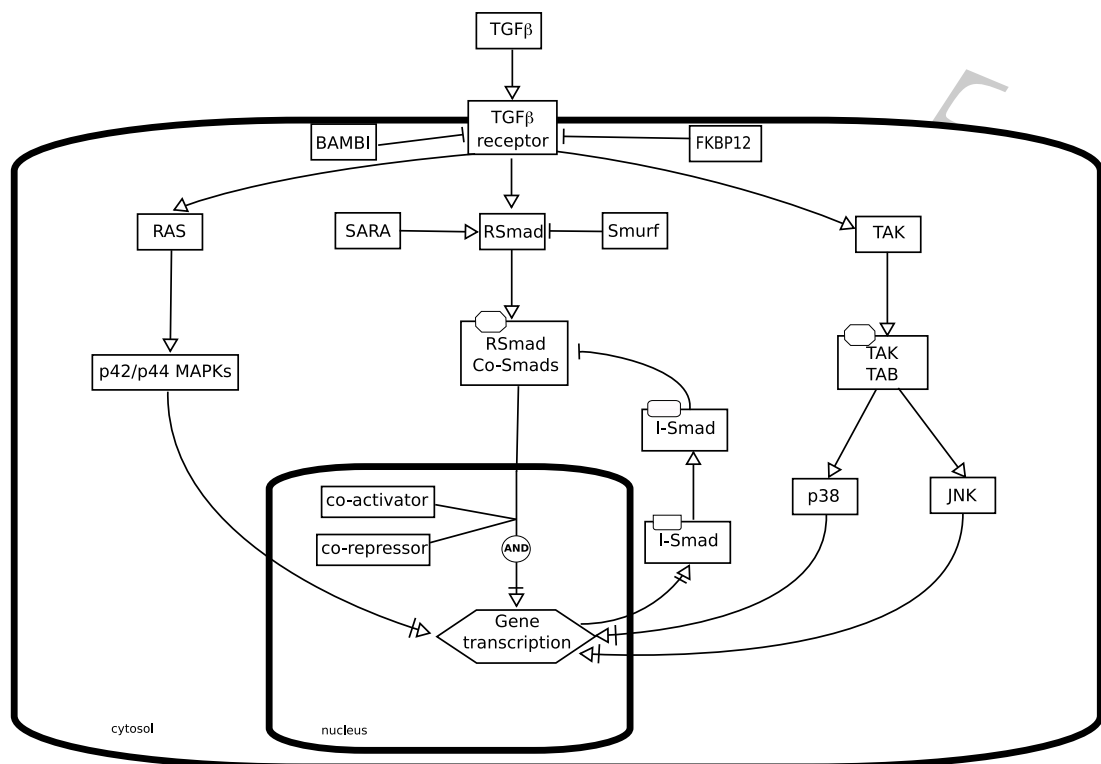 TGFβ
TGFβ
receptor
BAMBI
FKBP12
RAS
SARA
RSmad
Smurf
TAK
p42/p44 MAPKs
RSmad
Co-Smads
TAK
TAB
I-Smad
p38
JNK
co-activator
co-repressor
AND
I-Smad
Gene
transcription
cytosol
nucleus